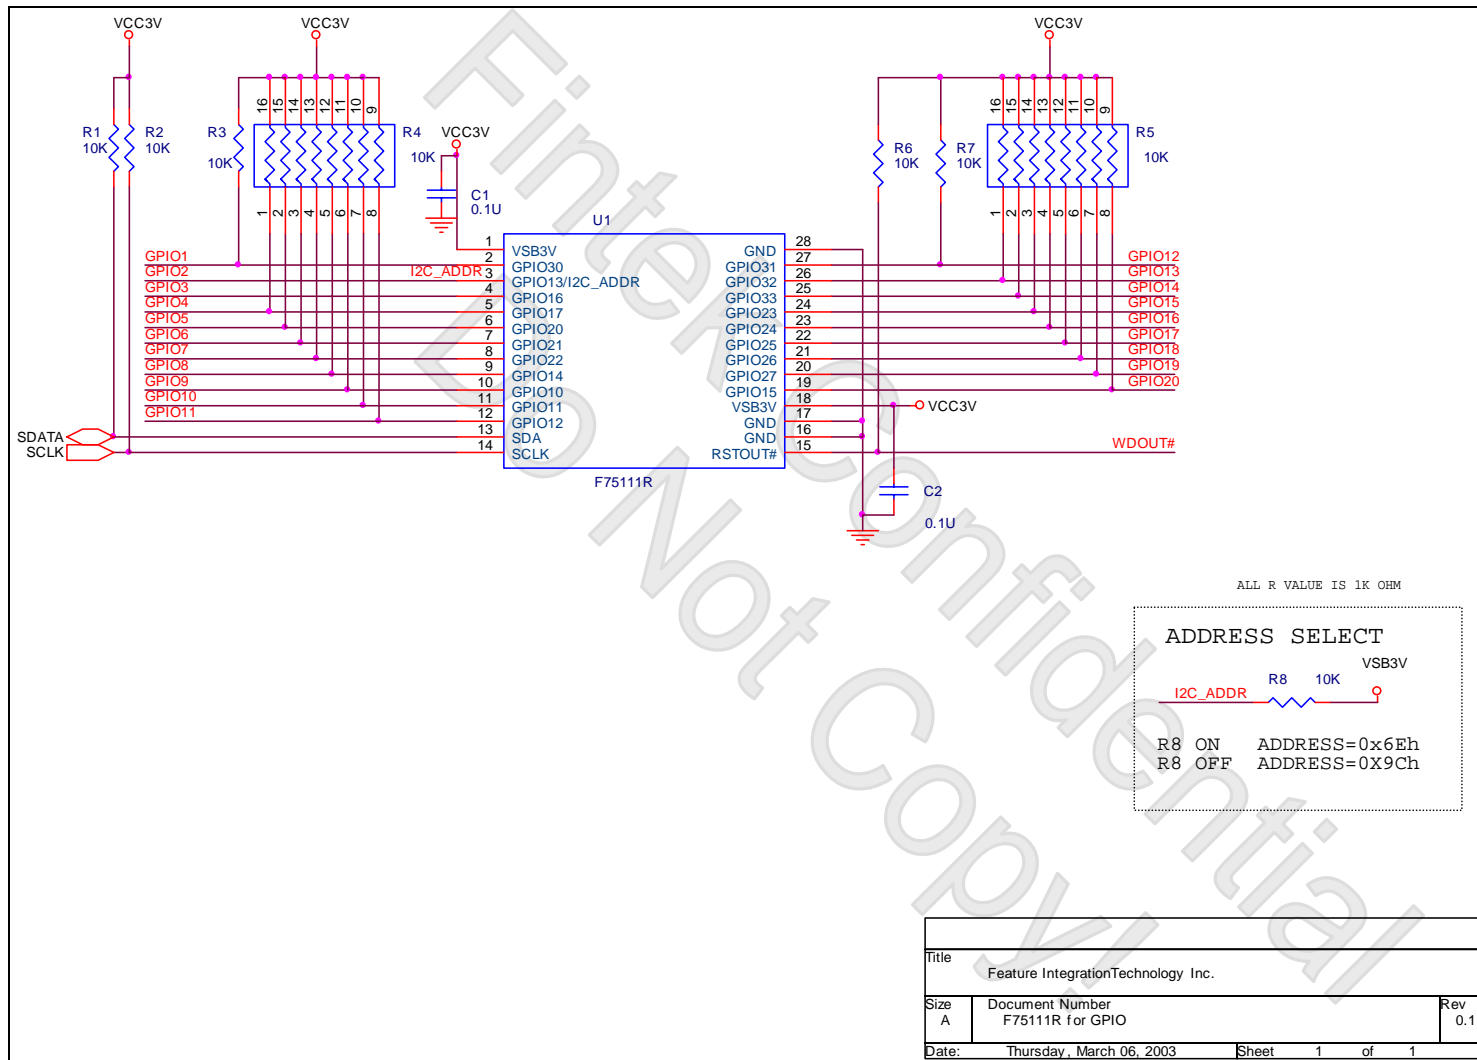 VCC3V
VCC3V
VCC3V
R1
10K
R2
10K
R3
10K
16
15
14
13
12
11
10
9
R4
10K
1
2
3
4
5
6
7
8
VCC3V
C1
0.1U
R6
10K
R7
10K
16
15
14
13
12
11
10
9
R5
10K
1
2
3
4
5
6
7
8
U1
GPIO1
GPIO2
GPIO3
GPIO4
GPIO5
GPIO6
GPIO7
GPIO8
GPIO9
GPIO10
GPIO11
SDATA
SCLK
I2C_ADDR
1 VSB3V
2 GPIO30
3 GPIO13/I2C_ADDR
4 GPIO16
5 GPIO17
6 GPIO20
7 GPIO21
8 GPIO22
9 GPIO14
10 GPIO10
11 GPIO11
12 GPIO12
13 SDA
14 SCLK
GND 28
GPIO31 27
GPIO32 26
GPIO33 25
GPIO23 24
GPIO24 23
GPIO25 22
GPIO26 21
GPIO27 20
GPIO15 19
VSB3V 18
GND 17
GND 16
RSTOUT# 15
F75111R
GPIO12
GPIO13
GPIO14
GPIO15
GPIO16
GPIO17
GPIO18
GPIO19
GPIO20
VCC3V
WDOUT#
C2
0.1U
Fintek Confidential
Do Not Copy!
ALL R VALUE IS 1K OHM
ADDRESS SELECT
VSB3V
R8 10K
I2C_ADDR
R8 ON ADDRESS=0x6Eh
R8 OFF ADDRESS=0X9Ch
Title
Feature IntegrationTechnology Inc.
Size Document Number Rev
A F75111R for GPIO 0.1
Date: Thursday, March 06, 2003 Sheet 1 of 1